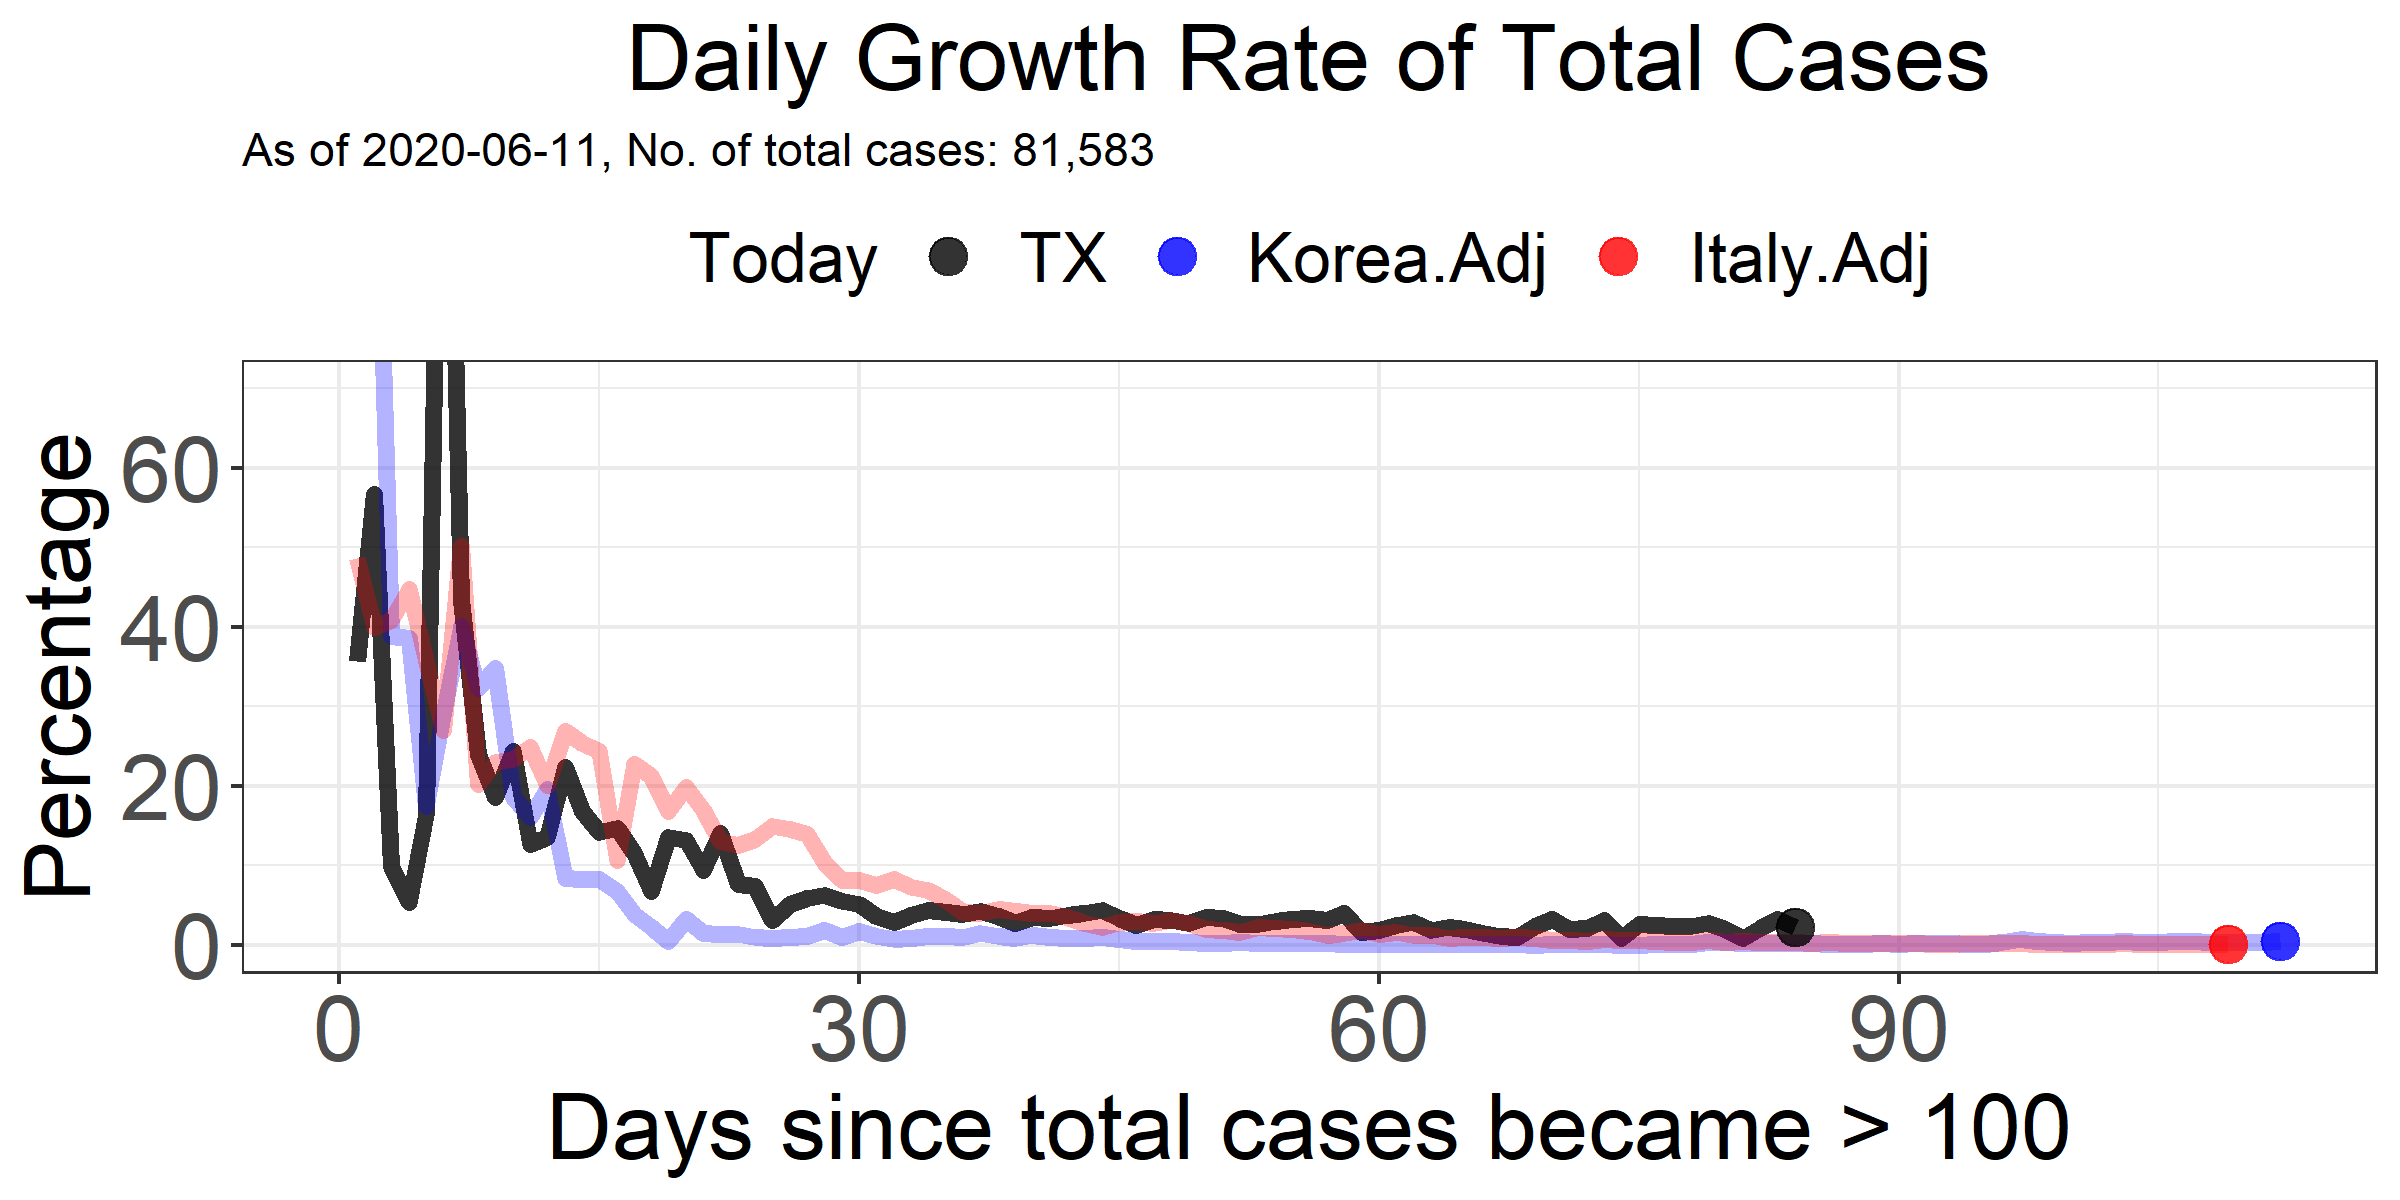 Daily Growth Rate of Total Cases
As of 2020-06-11, No. of total cases: 81,583
Today TX Korea.Adj Italy.Adj
Percentage
60
40
20
0
0 30 60 90
Days since total cases became > 100